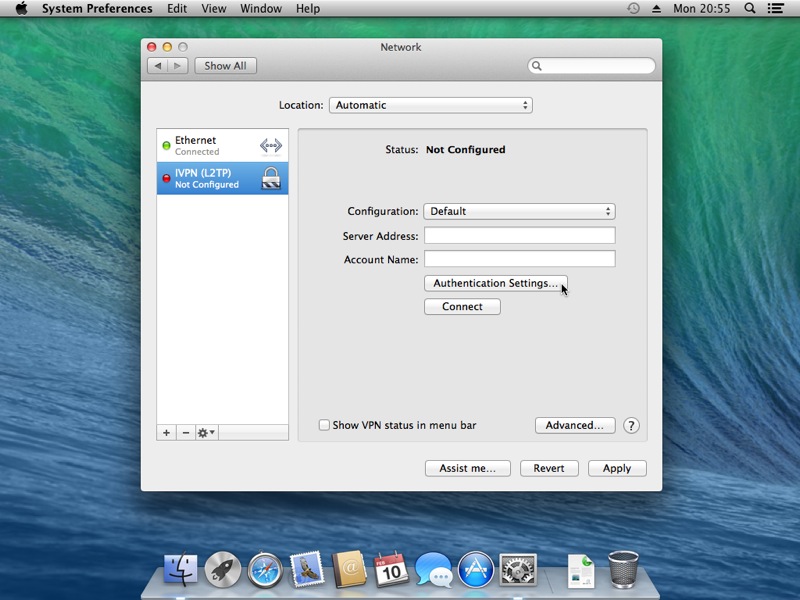 System Preferences Edit View Window Help Mon 20:55
Network
Show All
Location: Automatic
Ethernet
Connected
IVPN (L2TP)
Not Configured
Status: Not Configured
Configuration: Default
Server Address:
Account Name:
Authentication Settings...
Connect
Show VPN status in menu bar
Advanced...
?
Assist me...
Revert
Apply
FEB
10